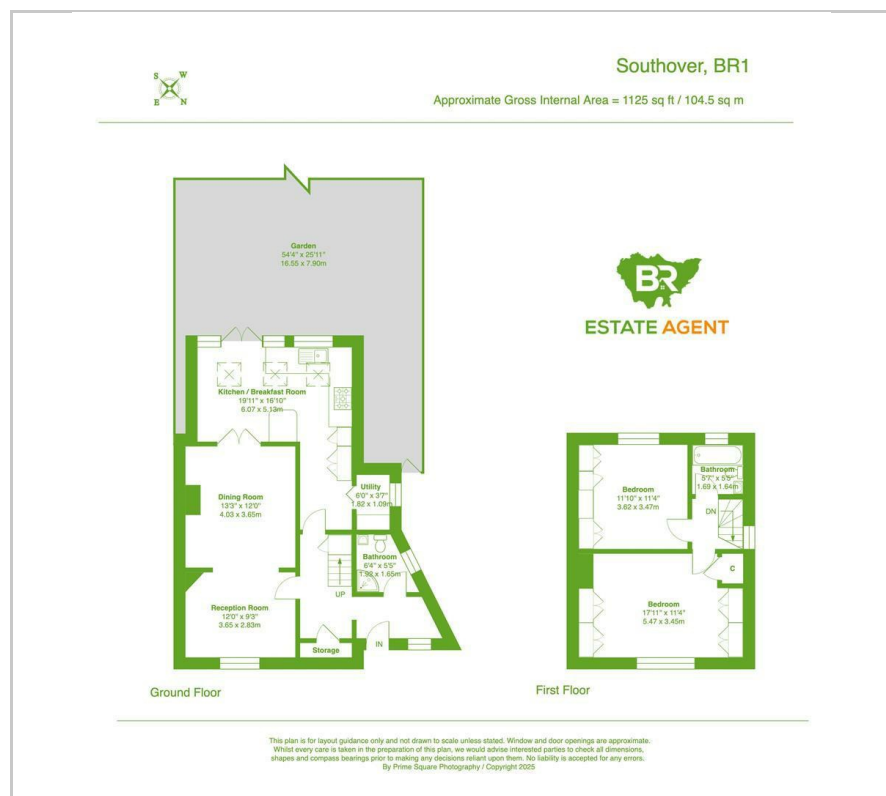 Southover, BR1
S W
E N
Approximate Gross Internal Area = 1125 sq ft / 104.5 sq m
Garden
54'4" x 25'11"
16.55 x 7.90m
BR
ESTATE AGENT
Kitchen / Breakfast Room
19'11" x 16'10"
6.07 x 5.13m
Dining Room
13'3" x 12'0"
4.03 x 3.65m
Utility
6'0" x 3'7"
1.82 x 1.09m
Bathroom
6'4" x 5'5"
1.92 x 1.65m
UP
Reception Room
12'0" x 9'3"
3.65 x 2.83m
Storage
IN
Ground Floor
Bedroom
11'10" x 11'4"
3.62 x 3.47m
Bathroom
5'7" x 5'5"
1.69 x 1.64m
DN
C
Bedroom
17'11" x 11'4"
5.47 x 3.45m
First Floor
This plan is for layout guidance only and not drawn to scale unless stated. Window and door openings are approximate.
Whilst every care is taken in the preparation of this plan, we would advise interested parties to check all dimensions,
shapes and compass bearings prior to making any decisions reliant upon them. No liability is accepted for any errors.
By Prime Square Photography / Copyright 2025